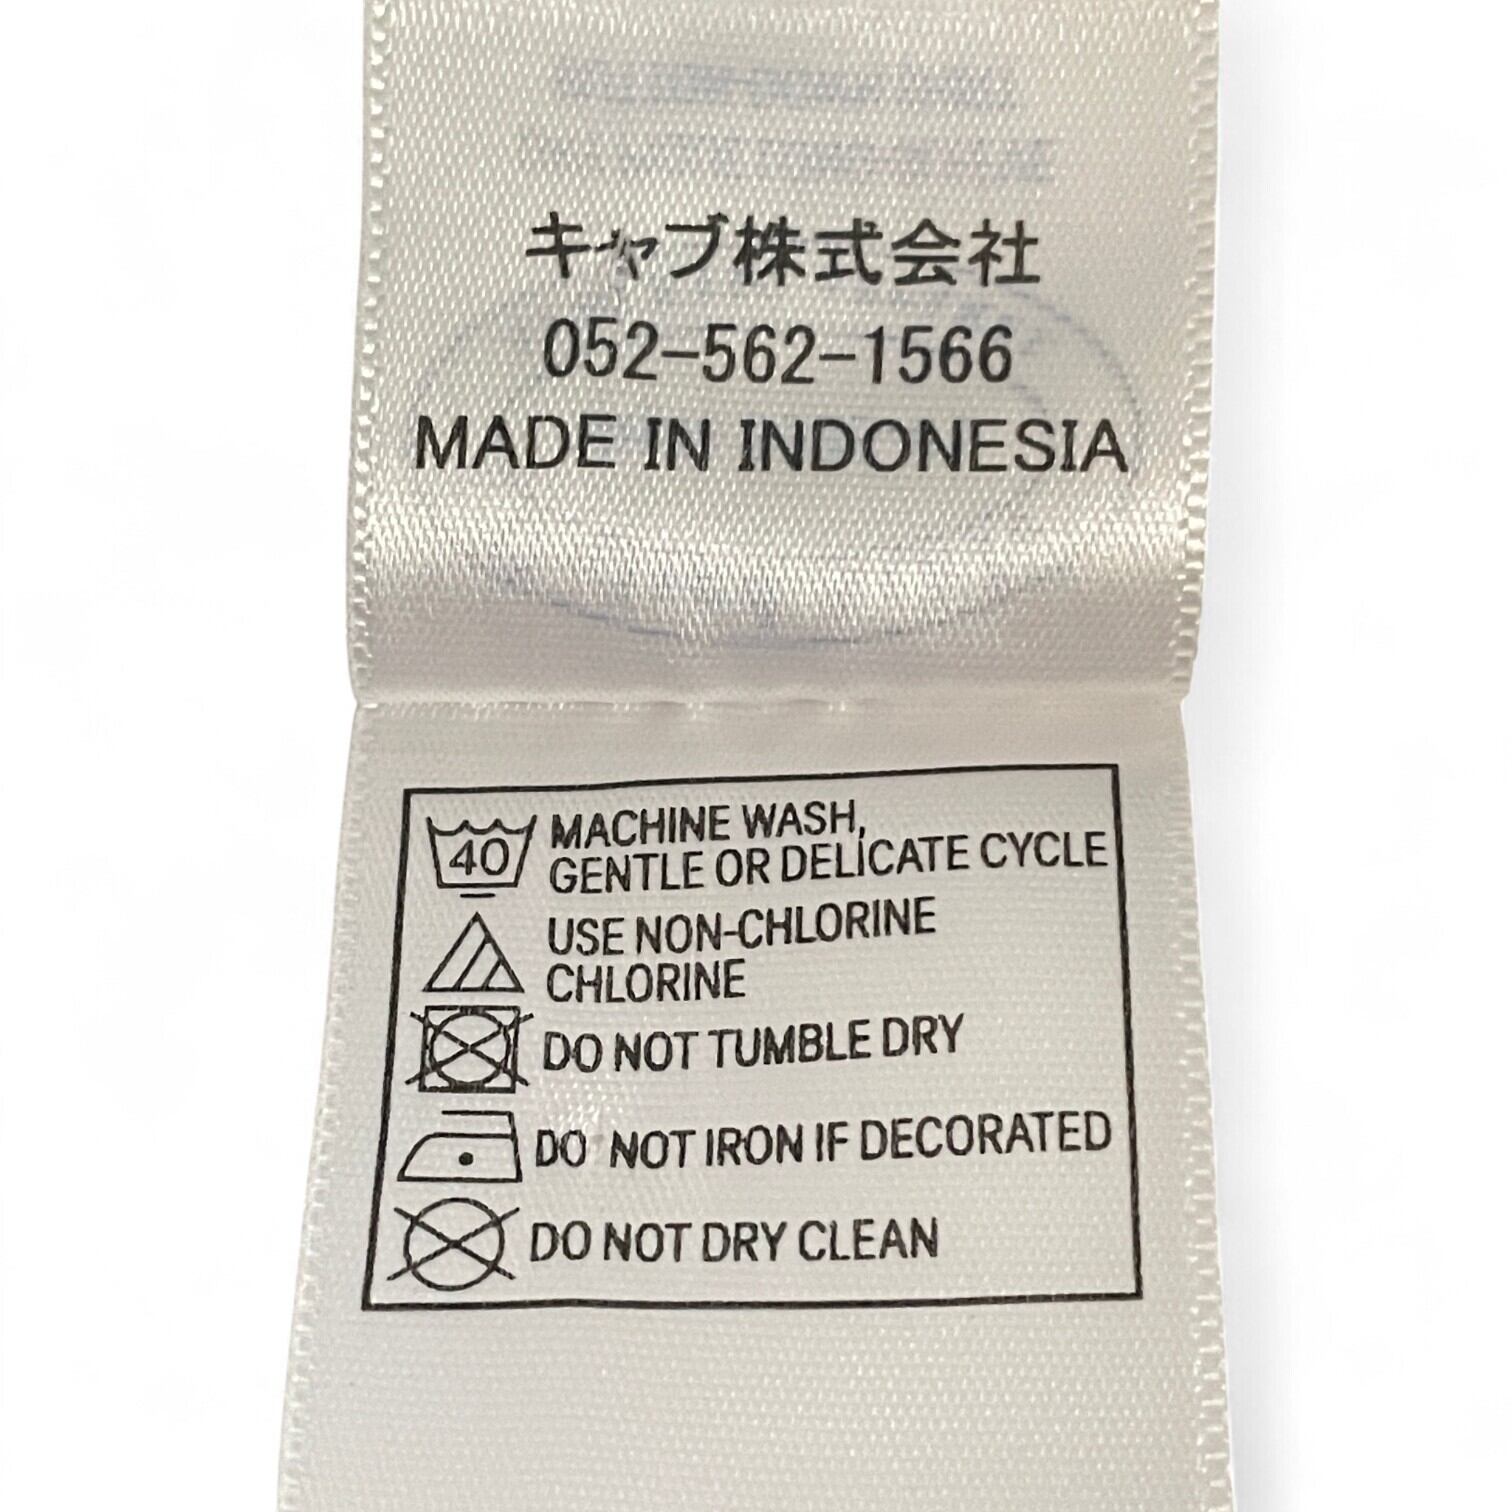 キャブ株式会社
052-562-1566
MADE IN INDONESIA
40
MACHINE WASH,
GENTLE OR DELICATE CYCLE
USE NON-CHLORINE
CHLORINE
DO NOT TUMBLE DRY
DO NOT IRON IF DECORATED
DO NOT DRY CLEAN